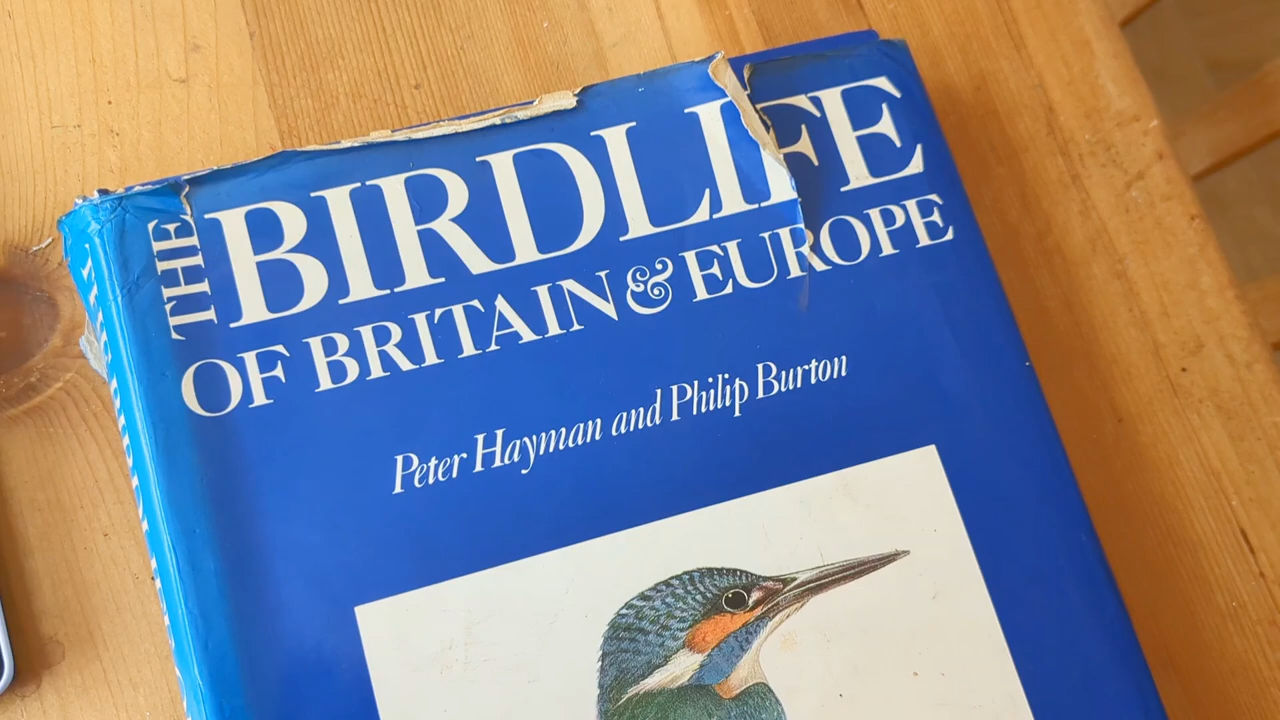 THE BIRDLIFE
OF BRITAIN & EUROPE
Peter Hayman and Philip Burton